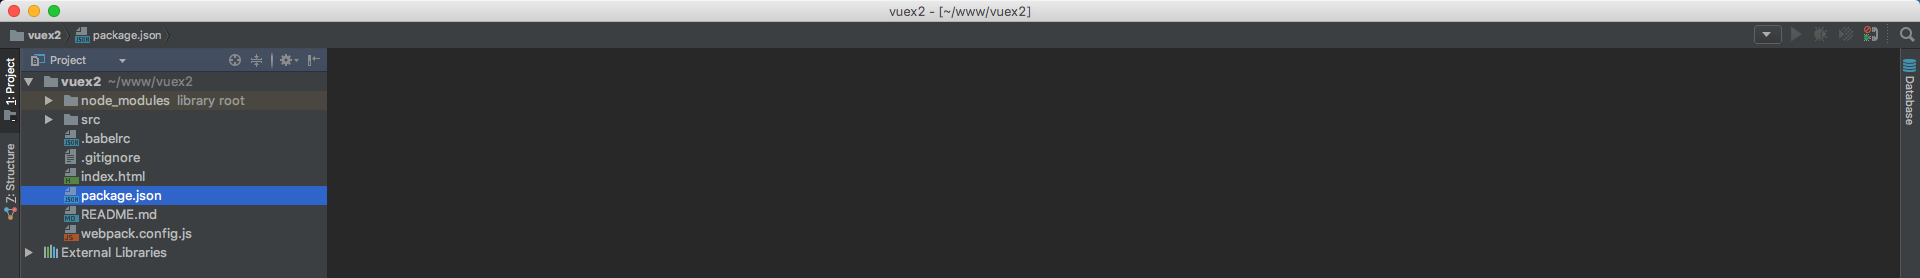 vuex2 - [~/www/vuex2]
vuex2 package.json
Project
vuex2 ~/www/vuex2
node_modules library root
src
.babelrc
.gitignore
index.html
package.json
README.md
webpack.config.js
External Libraries
1: Project
Z: Structure
Database